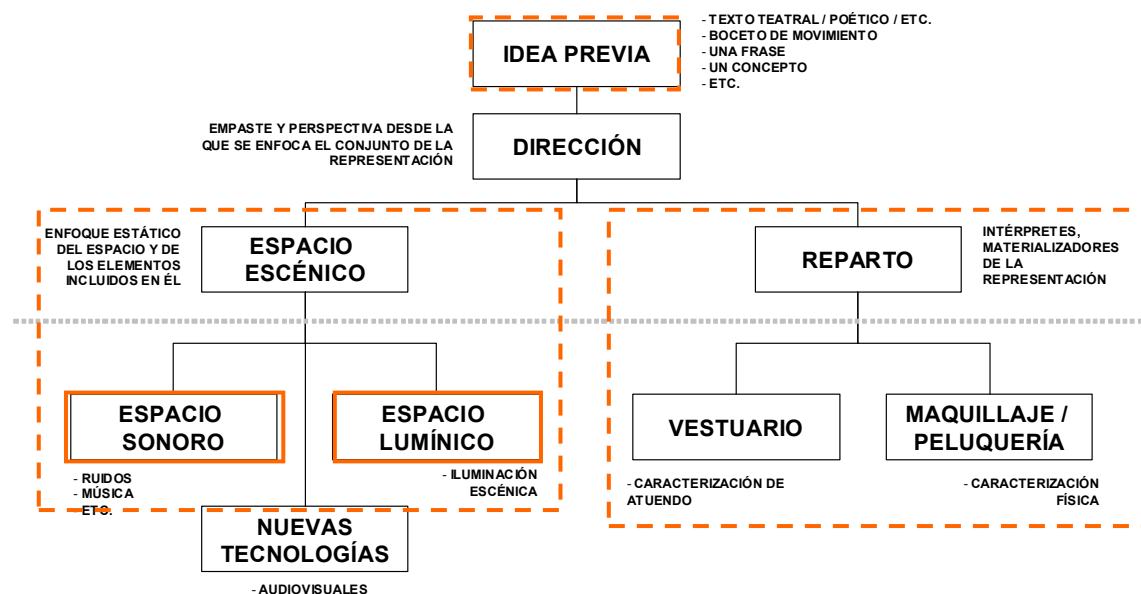 - TEXTO TEATRAL / POÉTICO / ETC.
- BOCETO DE MOVIMIENTO
- UNA FRASE
- UN CONCEPTO
- ETC.
IDEA PREVIA
EMPASTE Y PERSPECTIVA DESDE LA
QUE SE ENFOCA EL CONJUNTO DE LA
REPRESENTACIÓN
DIRECCIÓN
ENFOQUE ESTÁTICO
DEL ESPACIO Y DE
LOS ELEMENTOS
INCLUIDOS EN ÉL
ESPACIO
ESCÉNICO
REPARTO
INTÉRPRETES,
MATERIALIZADORES
DE LA
REPRESENTACIÓN
ESPACIO
SONORO
ESPACIO
LUMÍNICO
VESTUARIO
MAQUILLAJE /
PELUQUERÍA
- RUIDOS
- MÚSICA
- ETC.
- ILUMINACIÓN
ESCÉNICA
- CARACTERIZACIÓN DE
ATUENDO
- CARACTERIZACIÓN
FÍSICA
NUEVAS
TECNOLOGÍAS
- AUDIOVISUALES